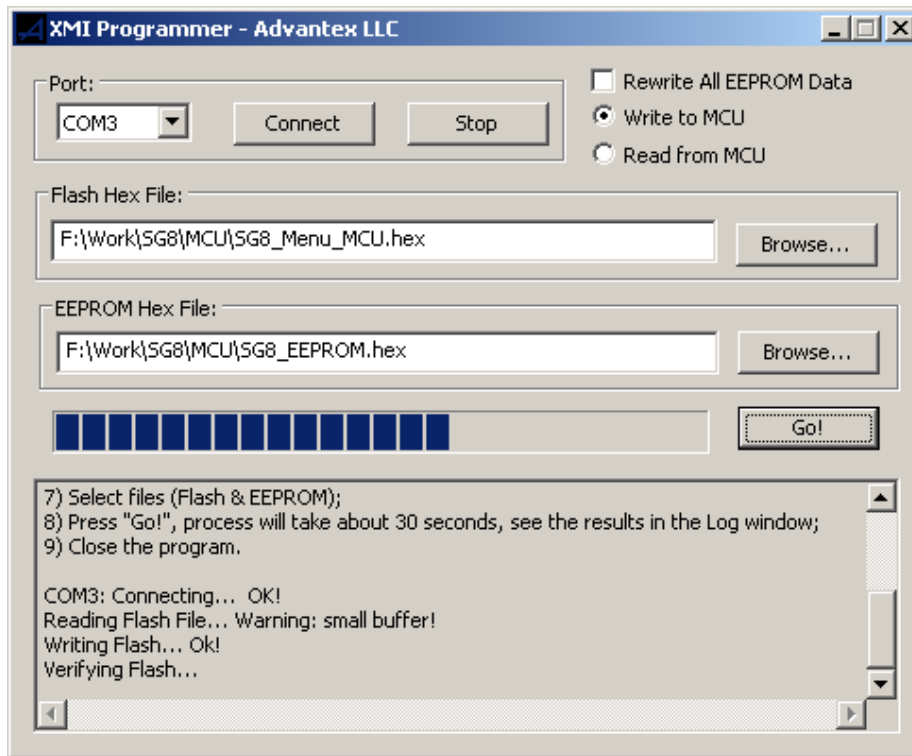 XMI Programmer - Advantex LLC
Port:
COM3
Connect
Stop
Rewrite All EEPROM Data
Write to MCU
Read from MCU
Flash Hex File:
F:\Work\SG8\MCU\SG8_Menu_MCU.hex
Browse...
EEPROM Hex File:
F:\Work\SG8\MCU\SG8_EEPROM.hex
Browse...
Go!
7) Select files (Flash & EEPROM);
8) Press "Go!", process will take about 30 seconds, see the results in the Log window;
9) Close the program.
COM3: Connecting... OK!
Reading Flash File... Warning: small buffer!
Writing Flash... Ok!
Verifying Flash...